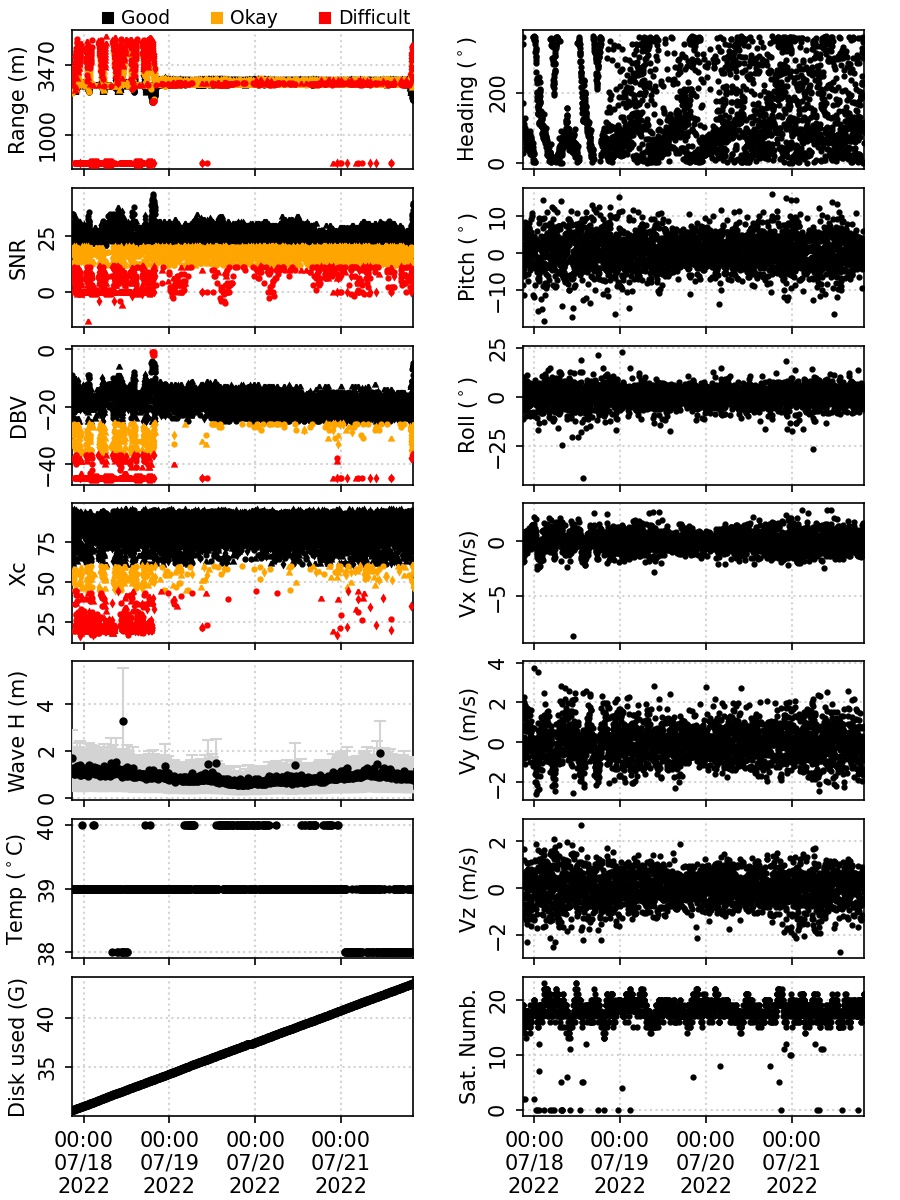 Good Okay Difficult
Range (m)
3470
1000
Heading (°)
200
0
SNR
25
0
Pitch (°)
10
0
−10
DBV
0
−20
−40
Roll (°)
25
0
−25
Xc
75
50
25
Vx (m/s)
0
−5
Wave H (m)
4
2
0
Vy (m/s)
4
2
0
−2
Temp (°C)
40
39
38
Vz (m/s)
2
0
−2
Disk used (G)
40
35
Sat. Numb.
20
10
0
00:00 00:00 00:00 00:00
07/18 07/19 07/20 07/21
2022 2022 2022 2022
00:00 00:00 00:00 00:00
07/18 07/19 07/20 07/21
2022 2022 2022 2022